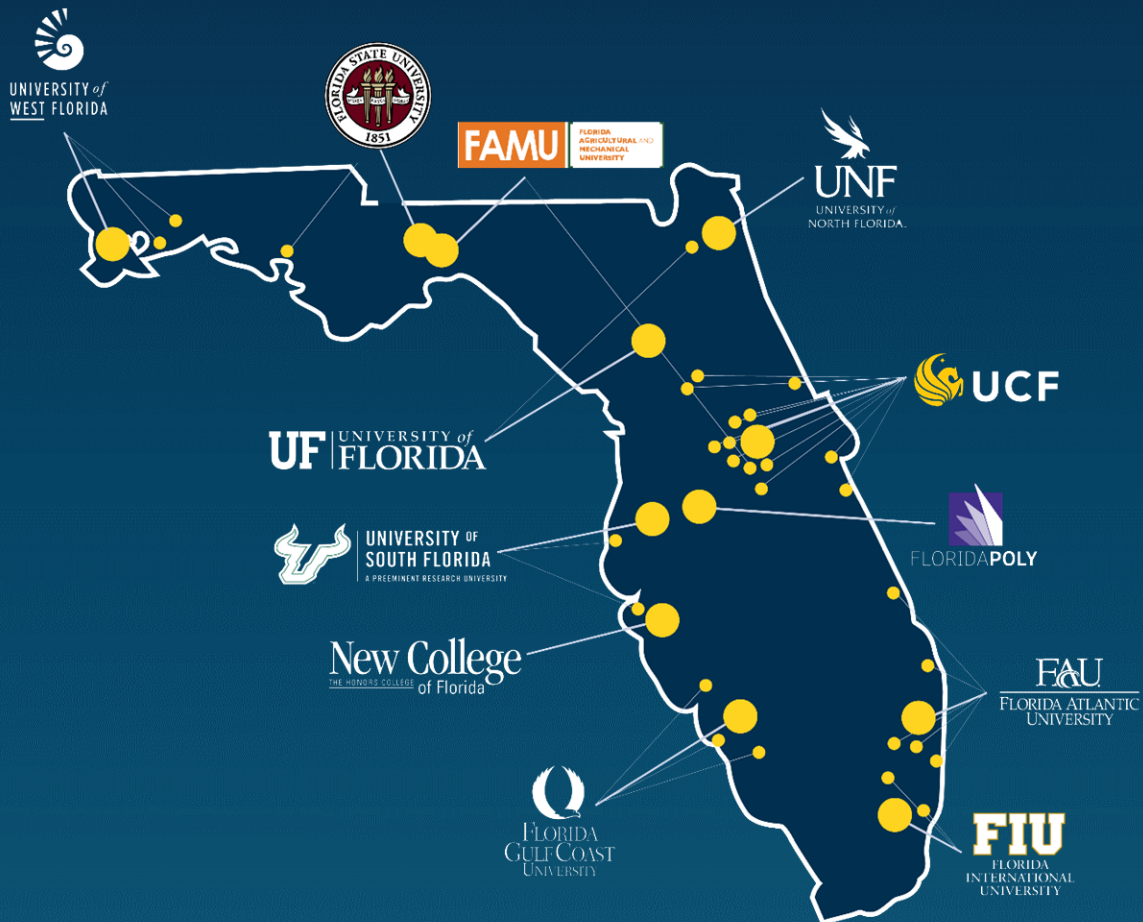 UNIVERSITY of
WEST FLORIDA
FLORIDA STATE UNIVERSITY
1851
FAMU
FLORIDA
AGRICULTURAL AND
MECHANICAL
UNIVERSITY
UNF
UNIVERSITY of
NORTH FLORIDA.
UCF
UF
UNIVERSITY of
FLORIDA
UNIVERSITY OF
SOUTH FLORIDA
A PREEMINENT RESEARCH UNIVERSITY
FLORIDAPOLY
New College
THE HONORS COLLEGE of Florida
FAU
FLORIDA ATLANTIC
UNIVERSITY
FLORIDA
GULF COAST
UNIVERSITY
FIU
FLORIDA
INTERNATIONAL
UNIVERSITY